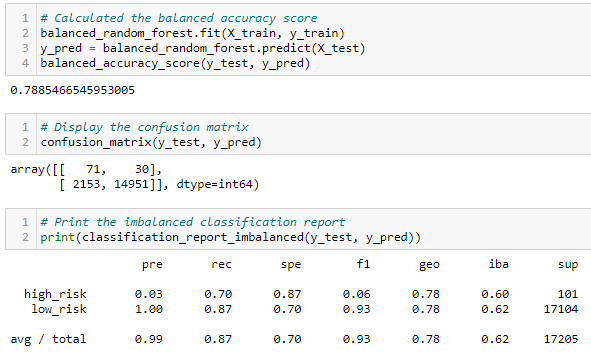 1 # Calculated the balanced accuracy score
2 balanced_random_forest.fit(X_train, y_train)
3 y_pred = balanced_random_forest.predict(X_test)
4 balanced_accuracy_score(y_test, y_pred)
0.7885466545953005
1 # Display the confusion matrix
2 confusion_matrix(y_test, y_pred)
array([[   71,    30],
       [ 2153, 14951]], dtype=int64)
1 # Print the imbalanced classification report
2 print(classification_report_imbalanced(y_test, y_pred))
pre rec spe f1 geo iba sup
high_risk 0.03 0.70 0.87 0.06 0.78 0.60 101
low_risk 1.00 0.87 0.70 0.93 0.78 0.62 17104
avg / total 0.99 0.87 0.70 0.93 0.78 0.62 17205